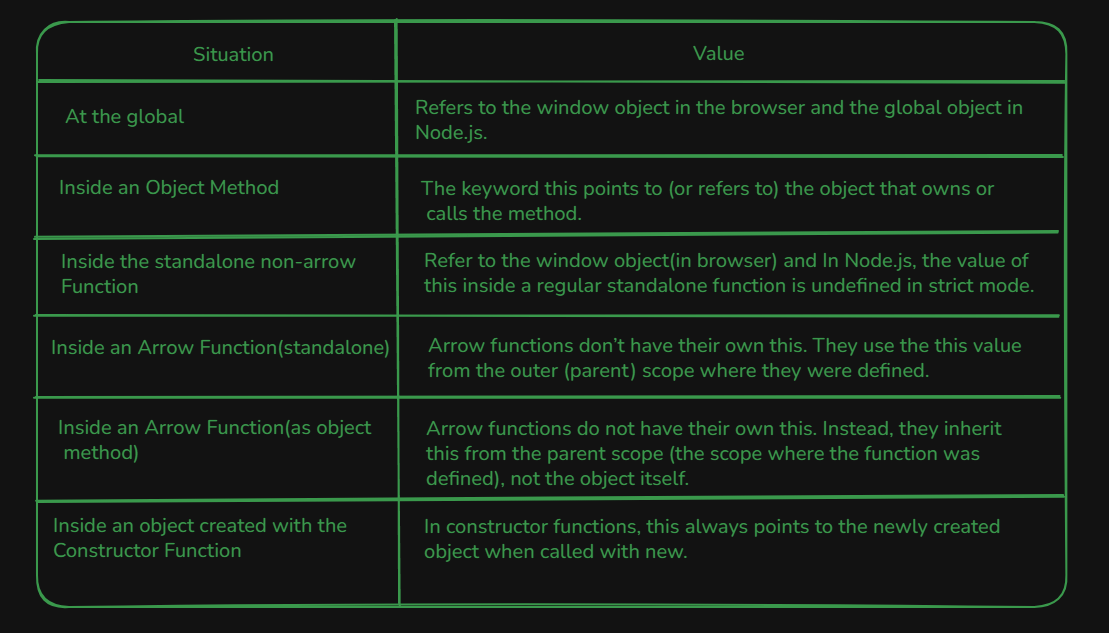 Situation
Value
At the global
Refers to the window object in the browser and the global object in
Node.js.
Inside an Object Method
The keyword this points to (or refers to) the object that owns or
calls the method.
Inside the standalone non-arrow
Function
Refer to the window object(in browser) and In Node.js, the value of
this inside a regular standalone function is undefined in strict mode.
Inside an Arrow Function(standalone)
Arrow functions don’t have their own this. They use the this value
from the outer (parent) scope where they were defined.
Inside an Arrow Function(as object
method)
Arrow functions do not have their own this. Instead, they inherit
this from the parent scope (the scope where the function was
defined), not the object itself.
Inside an object created with the
Constructor Function
In constructor functions, this always points to the newly created
object when called with new.